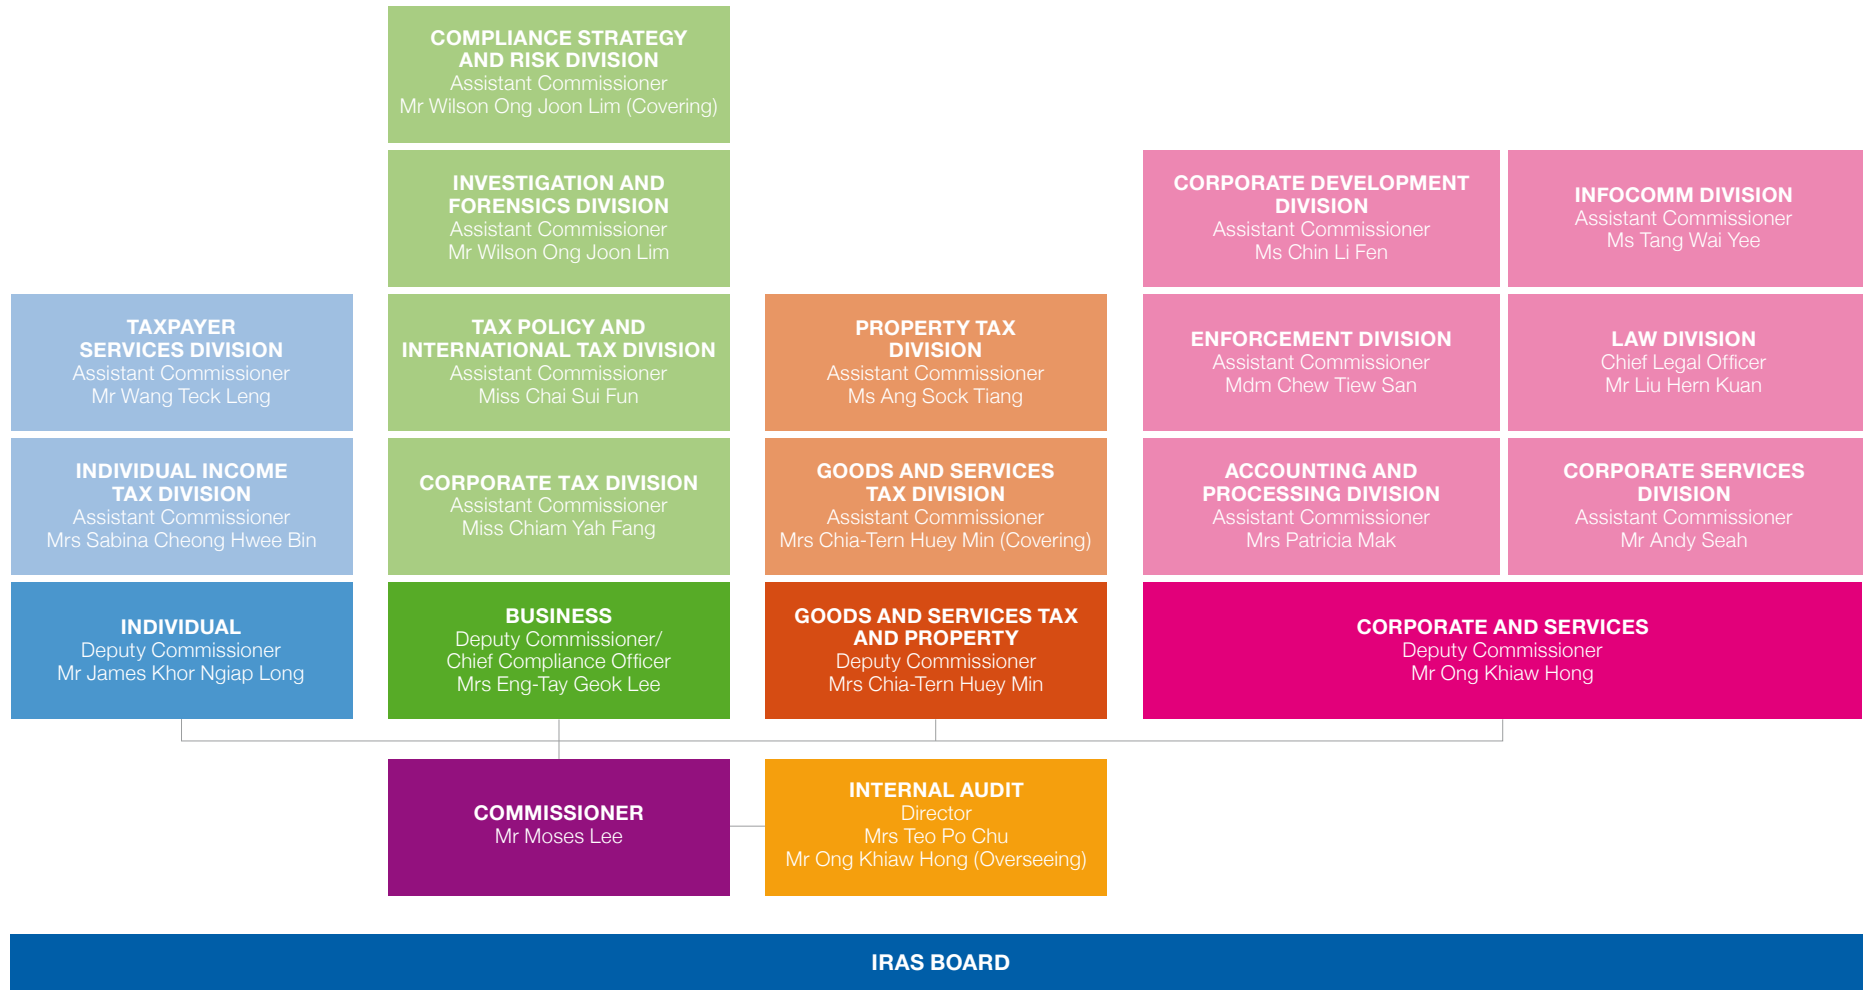 COMPLIANCE STRATEGY
AND RISK DIVISION
Assistant Commissioner
Mr Wilson Ong Joon Lim (Covering)
INVESTIGATION AND
FORENSICS DIVISION
Assistant Commissioner
Mr Wilson Ong Joon Lim
CORPORATE DEVELOPMENT
DIVISION
Assistant Commissioner
Ms Chin Li Fen
INFOCOMM DIVISION
Assistant Commissioner
Ms Tang Wai Yee
TAXPAYER
SERVICES DIVISION
Assistant Commissioner
Mr Wang Teck Leng
TAX POLICY AND
INTERNATIONAL TAX DIVISION
Assistant Commissioner
Miss Chai Sui Fun
PROPERTY TAX
DIVISION
Assistant Commissioner
Ms Ang Sock Tiang
ENFORCEMENT DIVISION
Assistant Commissioner
Mdm Chew Tiew San
LAW DIVISION
Chief Legal Officer
Mr Liu Hern Kuan
INDIVIDUAL INCOME
TAX DIVISION
Assistant Commissioner
Mrs Sabina Cheong Hwee Bin
CORPORATE TAX DIVISION
Assistant Commissioner
Miss Chiam Yah Fang
GOODS AND SERVICES
TAX DIVISION
Assistant Commissioner
Mrs Chia-Tern Huey Min (Covering)
ACCOUNTING AND
PROCESSING DIVISION
Assistant Commissioner
Mrs Patricia Mak
CORPORATE SERVICES
DIVISION
Assistant Commissioner
Mr Andy Seah
INDIVIDUAL
Deputy Commissioner
Mr James Khor Ngiap Long
BUSINESS
Deputy Commissioner/
Chief Compliance Officer
Mrs Eng-Tay Geok Lee
GOODS AND SERVICES TAX
AND PROPERTY
Deputy Commissioner
Mrs Chia-Tern Huey Min
CORPORATE AND SERVICES
Deputy Commissioner
Mr Ong Khiaw Hong
COMMISSIONER
Mr Moses Lee
INTERNAL AUDIT
Director
Mrs Teo Po Chu
Mr Ong Khiaw Hong (Overseeing)
IRAS BOARD